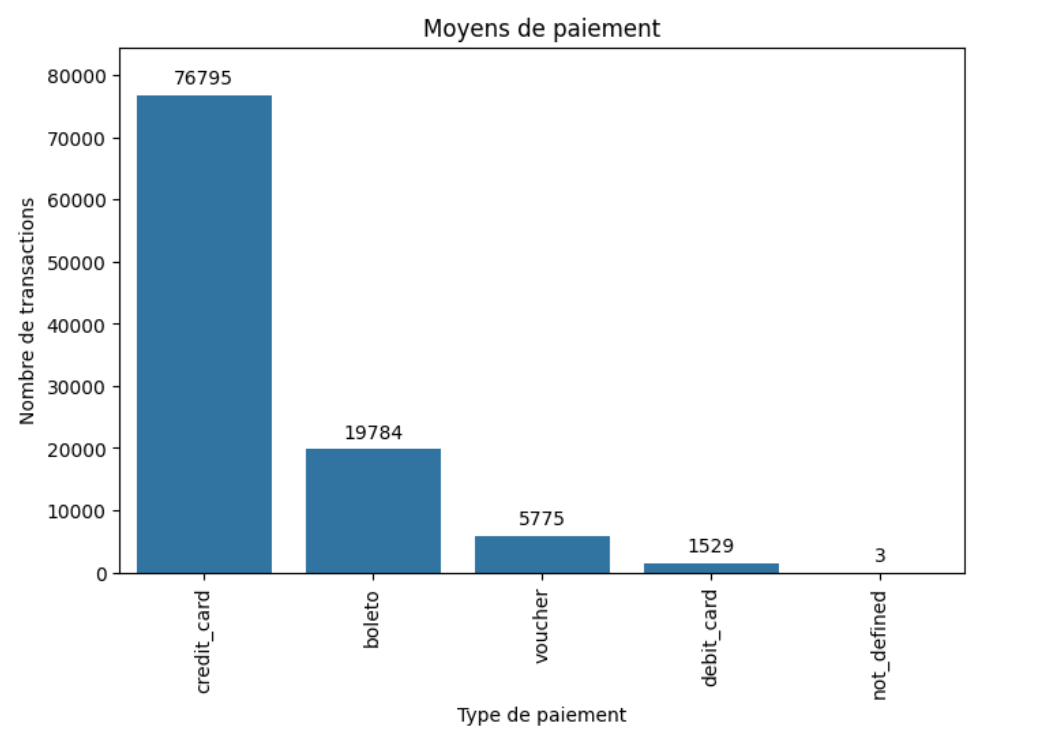 Moyens de paiement
Nombre de transactions
80000
70000
60000
50000
40000
30000
20000
10000
0
76795
19784
5775
1529
3
credit_card
boleto
voucher
debit_card
not_defined
Type de paiement